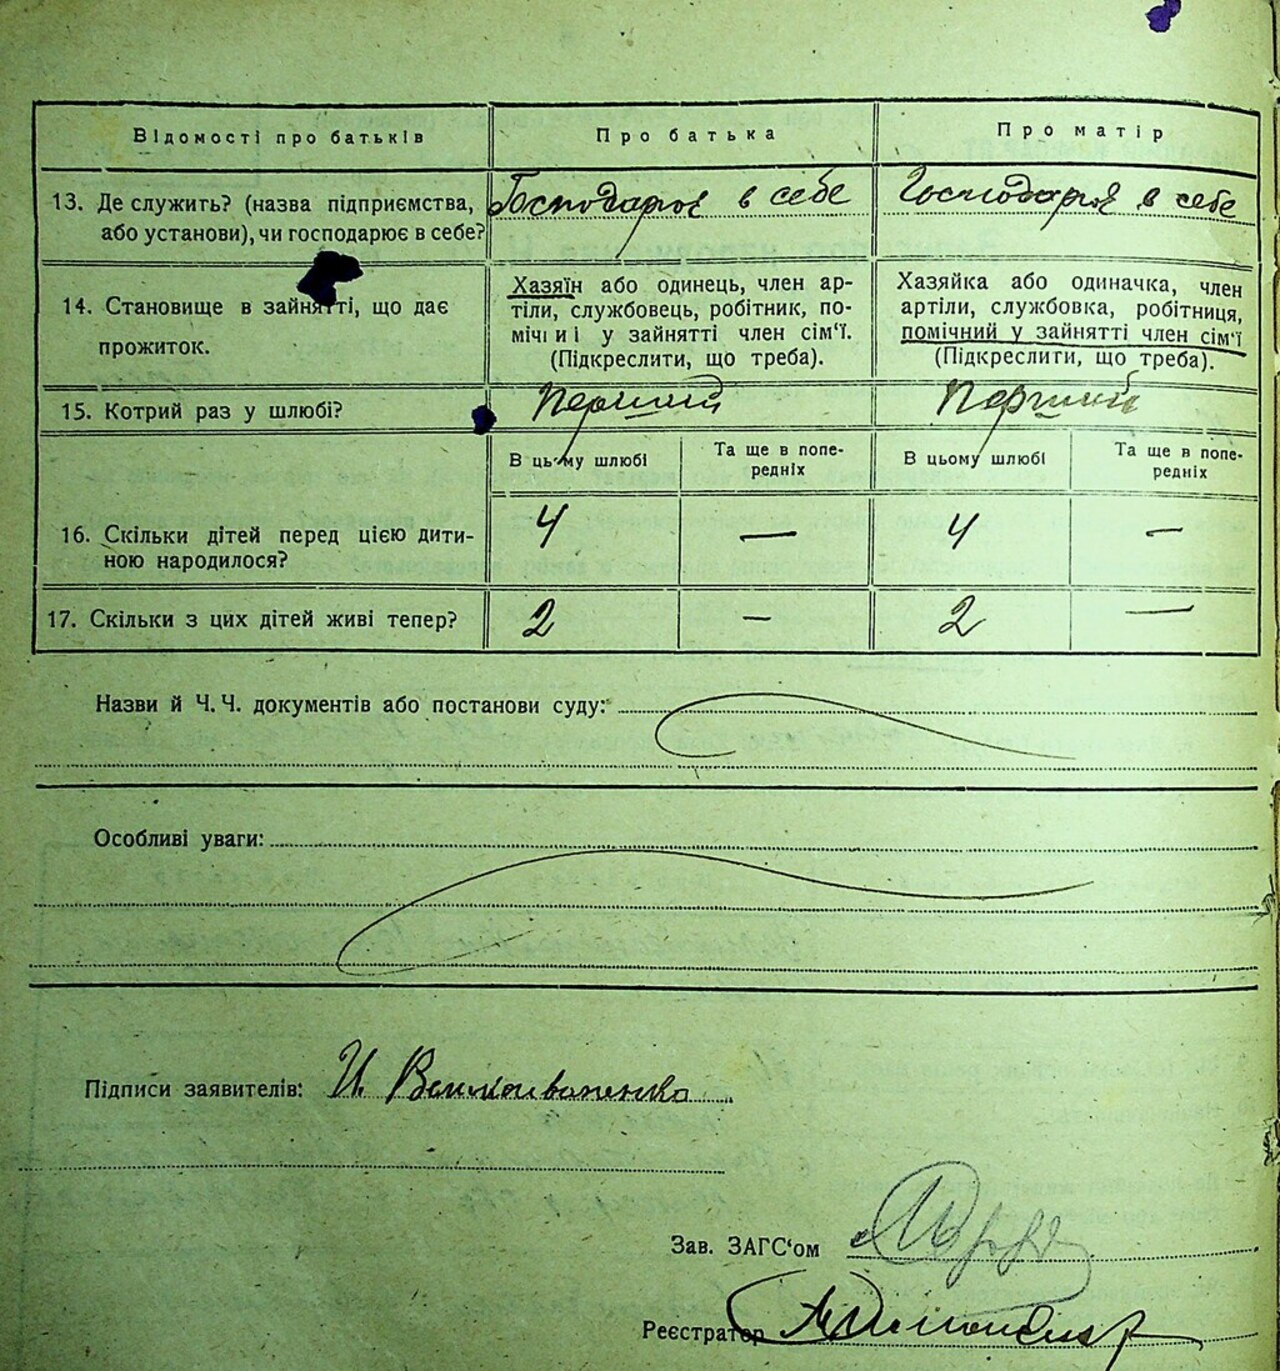 Відомості про батьків
Про батька
Про матір
13. Де служить? (назва підприємства,
або установи), чи господарює в себе?
Господарює в себе
Господарює в себе
14. Становище в зайнятті, що дає
прожиток.
Хазяїн або одинець, член ар-
тіли, службовець, робітник, по-
мічний у зайнятті член сім'ї.
(Підкреслити, що треба).
Хазяйка або одиначка, член
артіли, службовка, робітниця,
помічний у зайнятті член сім'ї
(Підкреслити, що треба).
15. Котрий раз у шлюбі?
Перший
Перший
В цьому шлюбі
Та ще в попе-
редніх
В цьому шлюбі
Та ще в попе-
редніх
16. Скільки дітей перед цією дити-
ною народилося?
4
—
4
—
17. Скільки з цих дітей живі тепер?
2
—
2
—
Назви й Ч. Ч. документів або постанови суду:
Особливі уваги:
Підписи заявителів: И.
Зав. ЗАГС'ом
Реєстратор